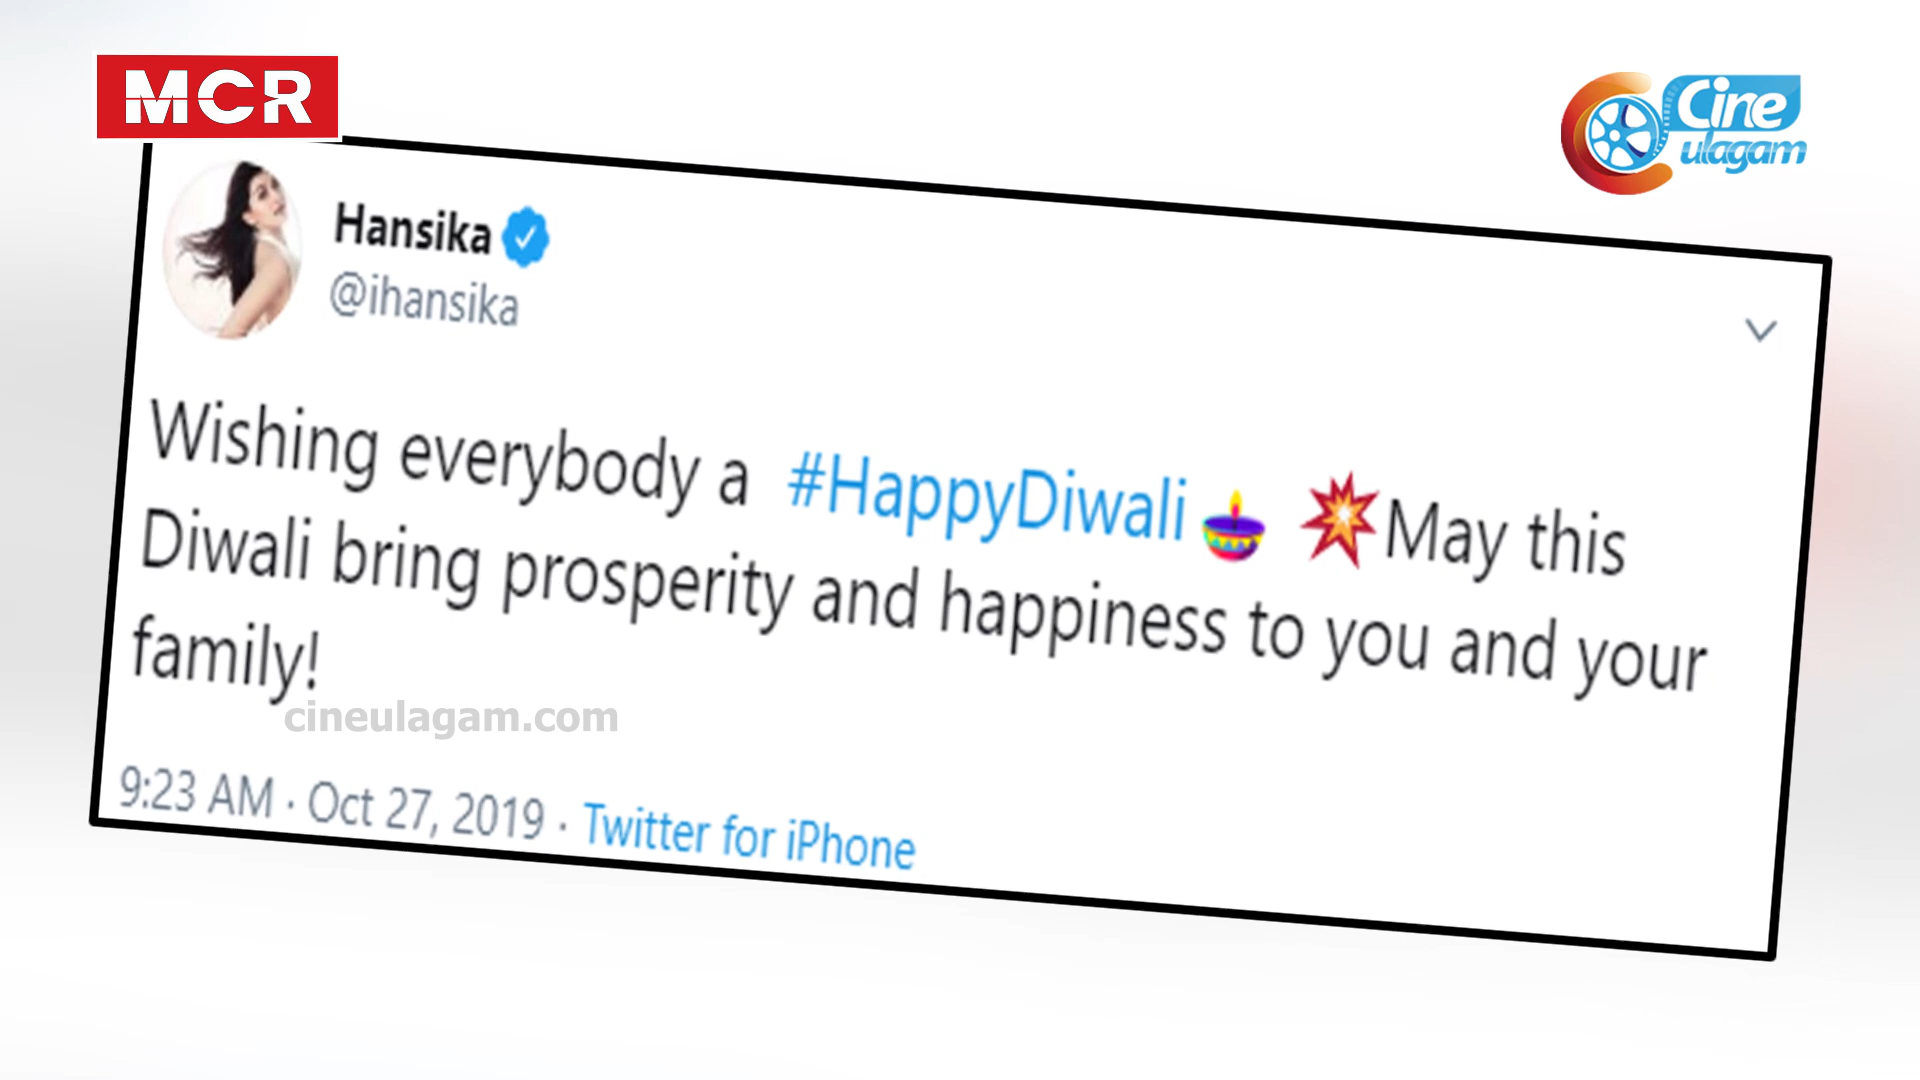 MCR
Cine
ulagam
Hansika
@ihansika
Wishing everybody a #HappyDiwali🪔 💥May this
Diwali bring prosperity and happiness to you and your
family!
cineulagam.com
9:23 AM · Oct 27, 2019 · Twitter for iPhone